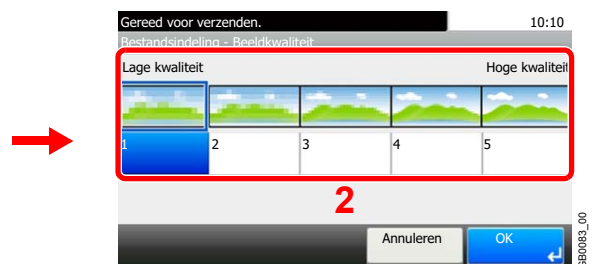 Gereed voor verzenden. 10:10
Bestandsindeling - Beeldkwaliteit
Lage kwaliteit Hoge kwaliteit
1 2 3 4 5
2
Annuleren OK
GB0083_00